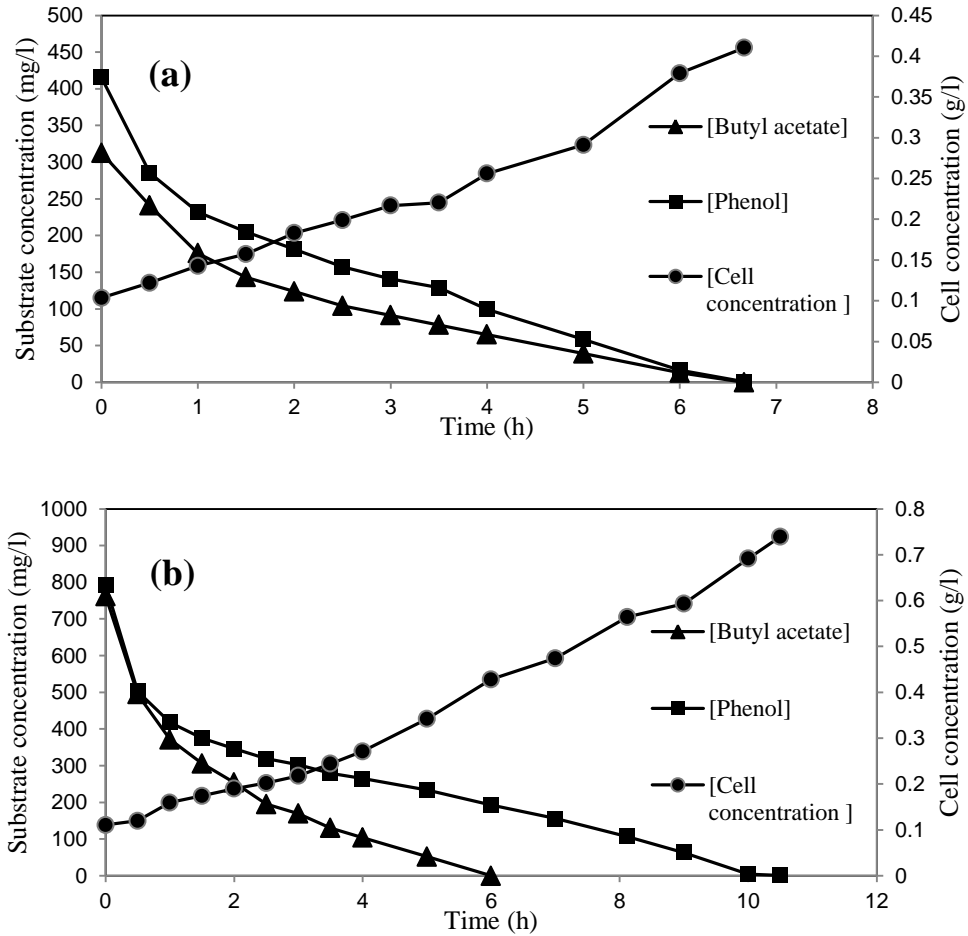 Substrate concentration (mg/l)
500
450
400
350
300
250
200
150
100
50
0
(a)
[Butyl acetate]
[Phenol]
[Cell
concentration ]
0.45
0.4
0.35
0.3
0.25
0.2
0.15
0.1
0.05
0
Cell concentration (g/l)
0 1 2 3 4 5 6 7 8
Time (h)
Substrate concentration (mg/l)
1000
900
800
700
600
500
400
300
200
100
0
(b)
[Butyl acetate]
[Phenol]
[Cell
concentration ]
0.8
0.7
0.6
0.5
0.4
0.3
0.2
0.1
0
Cell concentration (g/l)
0 2 4 6 8 10 12
Time (h)